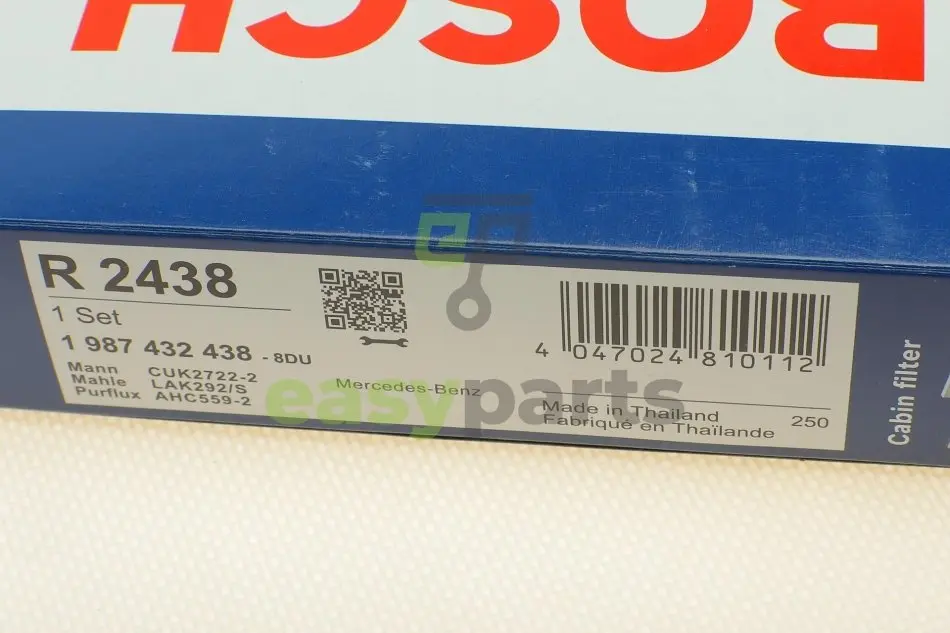 BOSCH
R 2438
1 Set
1 987 432 438 - 8DU
Mann CUK2722-2
Mahle LAK292/S
Purflux AHC559-2
Mercedes-Benz
4 047024 810112
Made in Thailand
Fabriqué en Thaïlande
250
Cabin filter
ep
easyparts